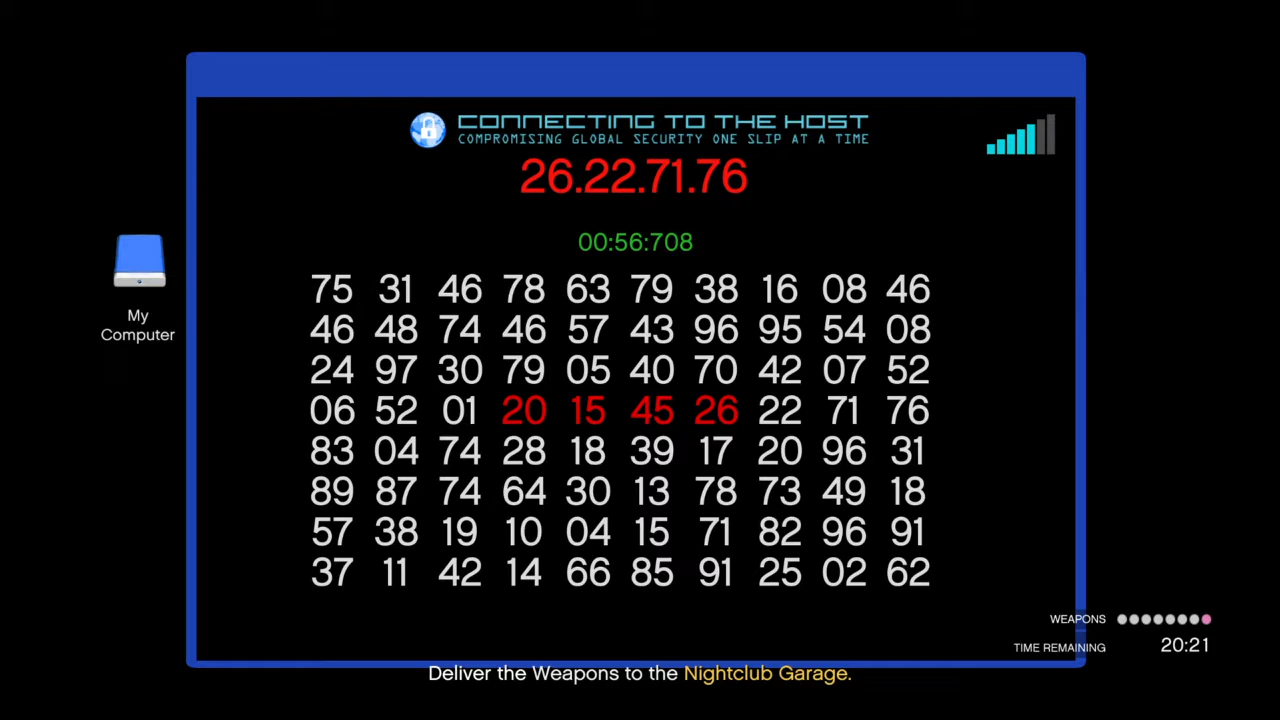 CONNECTING TO THE HOST
COMPROMISING GLOBAL SECURITY ONE SLIP AT A TIME
26.22.71.76
00:56:708
75 31 46 78 63 79 38 16 08 46
46 48 74 46 57 43 96 95 54 08
24 97 30 79 05 40 70 42 07 52
06 52 01 20 15 45 26 22 71 76
83 04 74 28 18 39 17 20 96 31
89 87 74 64 30 13 78 73 49 18
57 38 19 10 04 15 71 82 96 91
37 11 42 14 66 85 91 25 02 62
My
Computer
WEAPONS
TIME REMAINING 20:21
Deliver the Weapons to the Nightclub Garage.